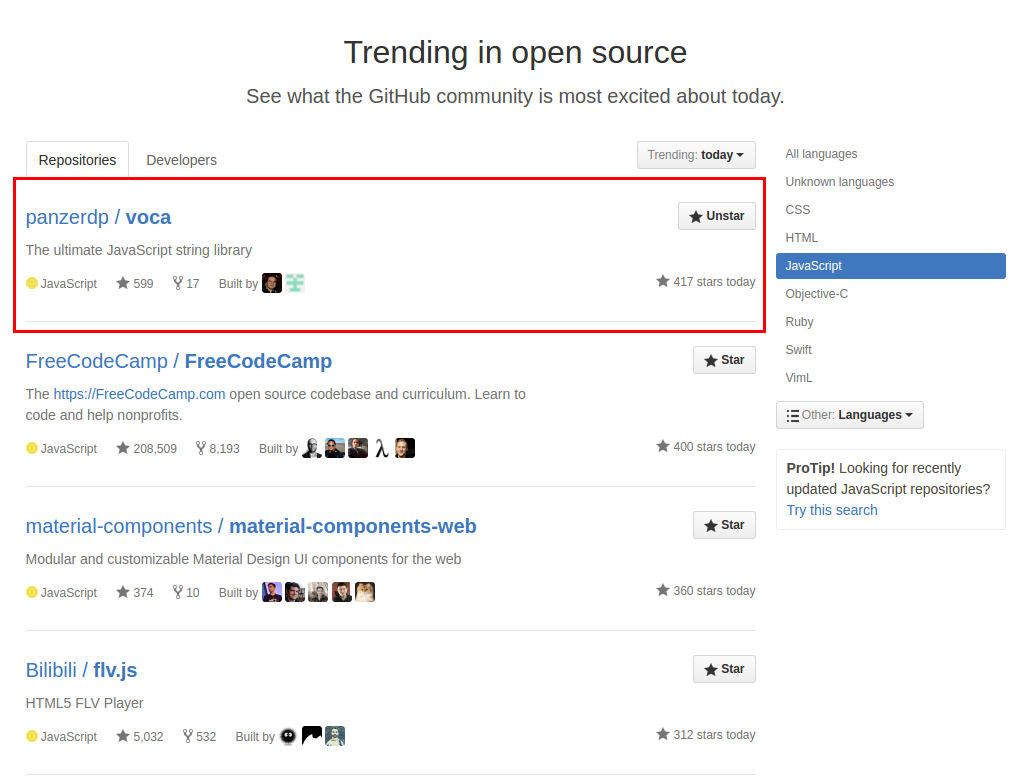 Trending in open source
See what the GitHub community is most excited about today.
Repositories
Developers
Trending: today
panzerdp / voca
Unstar
The ultimate JavaScript string library
JavaScript 599 17 Built by
417 stars today
FreeCodeCamp / FreeCodeCamp
Star
The https://FreeCodeCamp.com open source codebase and curriculum. Learn to
code and help nonprofits.
JavaScript 208,509 8,193 Built by
400 stars today
material-components / material-components-web
Star
Modular and customizable Material Design UI components for the web
JavaScript 374 10 Built by
360 stars today
Bilibili / flv.js
Star
HTML5 FLV Player
JavaScript 5,032 532 Built by
312 stars today
All languages
Unknown languages
CSS
HTML
JavaScript
Objective-C
Ruby
Swift
VimL
Other: Languages
ProTip! Looking for recently
updated JavaScript repositories?
Try this search